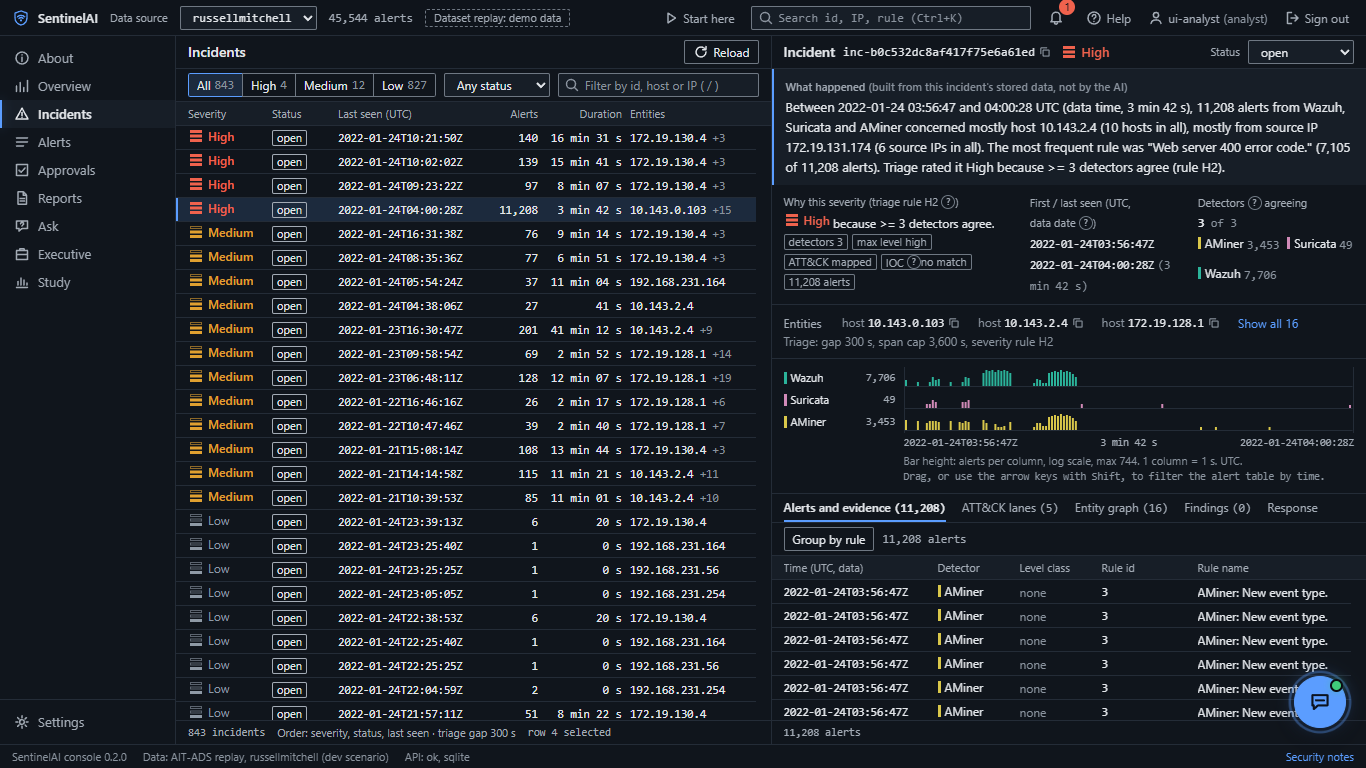 SentinelAI Data source russellmitchell 45,544 alerts Dataset replay: demo data Start here Search id, IP, rule (Ctrl+K) 1 Help ui-analyst (analyst) Sign out
About
Overview
Incidents
Alerts
Approvals
Reports
Ask
Executive
Study
Settings
Incidents Reload
All 843 High 4 Medium 12 Low 827 Any status Filter by id, host or IP ( / )
Severity Status Last seen (UTC) Alerts Duration Entities
High open 2022-01-24T10:21:50Z 140 16 min 31 s 172.19.130.4 +3
High open 2022-01-24T10:02:02Z 139 15 min 41 s 172.19.130.4 +3
High open 2022-01-24T09:23:22Z 97 8 min 07 s 172.19.130.4 +3
High open 2022-01-24T04:00:28Z 11,208 3 min 42 s 10.143.0.103 +15
Medium open 2022-01-24T16:31:38Z 76 9 min 14 s 172.19.130.4 +3
Medium open 2022-01-24T08:35:36Z 77 6 min 51 s 172.19.130.4 +3
Medium open 2022-01-24T05:54:24Z 37 11 min 04 s 192.168.231.164
Medium open 2022-01-24T04:38:06Z 27 41 s 10.143.2.4
Medium open 2022-01-23T16:30:47Z 201 41 min 12 s 10.143.2.4 +9
Medium open 2022-01-23T09:58:54Z 69 2 min 52 s 172.19.128.1 +14
Medium open 2022-01-23T06:48:11Z 128 12 min 07 s 172.19.128.1 +19
Medium open 2022-01-22T16:46:16Z 26 2 min 17 s 172.19.128.1 +6
Medium open 2022-01-22T10:47:46Z 39 2 min 40 s 172.19.128.1 +7
Medium open 2022-01-21T15:08:14Z 108 13 min 44 s 172.19.130.4 +3
Medium open 2022-01-21T14:14:58Z 115 11 min 21 s 10.143.2.4 +11
Medium open 2022-01-21T10:39:53Z 85 11 min 01 s 10.143.2.4 +10
Low open 2022-01-24T23:39:13Z 6 20 s 172.19.130.4
Low open 2022-01-24T23:25:40Z 1 0 s 192.168.231.164
Low open 2022-01-24T23:25:25Z 1 0 s 192.168.231.56
Low open 2022-01-24T23:05:05Z 1 0 s 192.168.231.254
Low open 2022-01-24T22:38:53Z 6 20 s 172.19.130.4
Low open 2022-01-24T22:25:40Z 1 0 s 192.168.231.164
Low open 2022-01-24T22:25:25Z 1 0 s 192.168.231.56
Low open 2022-01-24T22:04:59Z 2 0 s 192.168.231.254
Low open 2022-01-24T21:57:11Z 51 8 min 22 s 172.19.130.4
843 incidents Order: severity, status, last seen · triage gap 300 s row 4 selected
Incident inc-b0c532dc8af417f75e6a61ed High Status open
What happened (built from this incident's stored data, not by the AI)
Between 2022-01-24 03:56:47 and 04:00:28 UTC (data time, 3 min 42 s), 11,208 alerts from Wazuh,
Suricata and AMiner concerned mostly host 10.143.2.4 (10 hosts in all), mostly from source IP
172.19.131.174 (6 source IPs in all). The most frequent rule was "Web server 400 error code." (7,105
of 11,208 alerts). Triage rated it High because >= 3 detectors agree (rule H2).
Why this severity (triage rule H2 ?)
High because >= 3 detectors agree.
detectors 3 max level high
ATT&CK mapped IOC ? no match
11,208 alerts
First / last seen (UTC,
data date ?)
2022-01-24T03:56:47Z
2022-01-24T04:00:28Z (3
min 42 s)
Detectors ? agreeing
3 of 3
AMiner 3,453 Suricata 49
Wazuh 7,706
Entities host 10.143.0.103 host 10.143.2.4 host 172.19.128.1 Show all 16
Triage: gap 300 s, span cap 3,600 s, severity rule H2
Wazuh 7,706
Suricata 49
AMiner 3,453
2022-01-24T03:56:47Z 3 min 42 s 2022-01-24T04:00:28Z
Bar height: alerts per column, log scale, max 744. 1 column = 1 s. UTC.
Drag, or use the arrow keys with Shift, to filter the alert table by time.
Alerts and evidence (11,208) ATT&CK lanes (5) Entity graph (16) Findings (0) Response
Group by rule 11,208 alerts
Time (UTC, data) Detector Level class Rule id Rule name
2022-01-24T03:56:47Z AMiner none 3 AMiner: New event type.
2022-01-24T03:56:47Z AMiner none 3 AMiner: New event type.
2022-01-24T03:56:47Z AMiner none 3 AMiner: New event type.
2022-01-24T03:56:47Z AMiner none 3 AMiner: New event type.
2022-01-24T03:56:47Z AMiner none 3 AMiner: New event
2022-01-24T03:56:47Z AMiner none 3 AMiner: New event
11,208 alerts
SentinelAI console 0.2.0 Data: AIT-ADS replay, russellmitchell (dev scenario) API: ok, sqlite Security notes